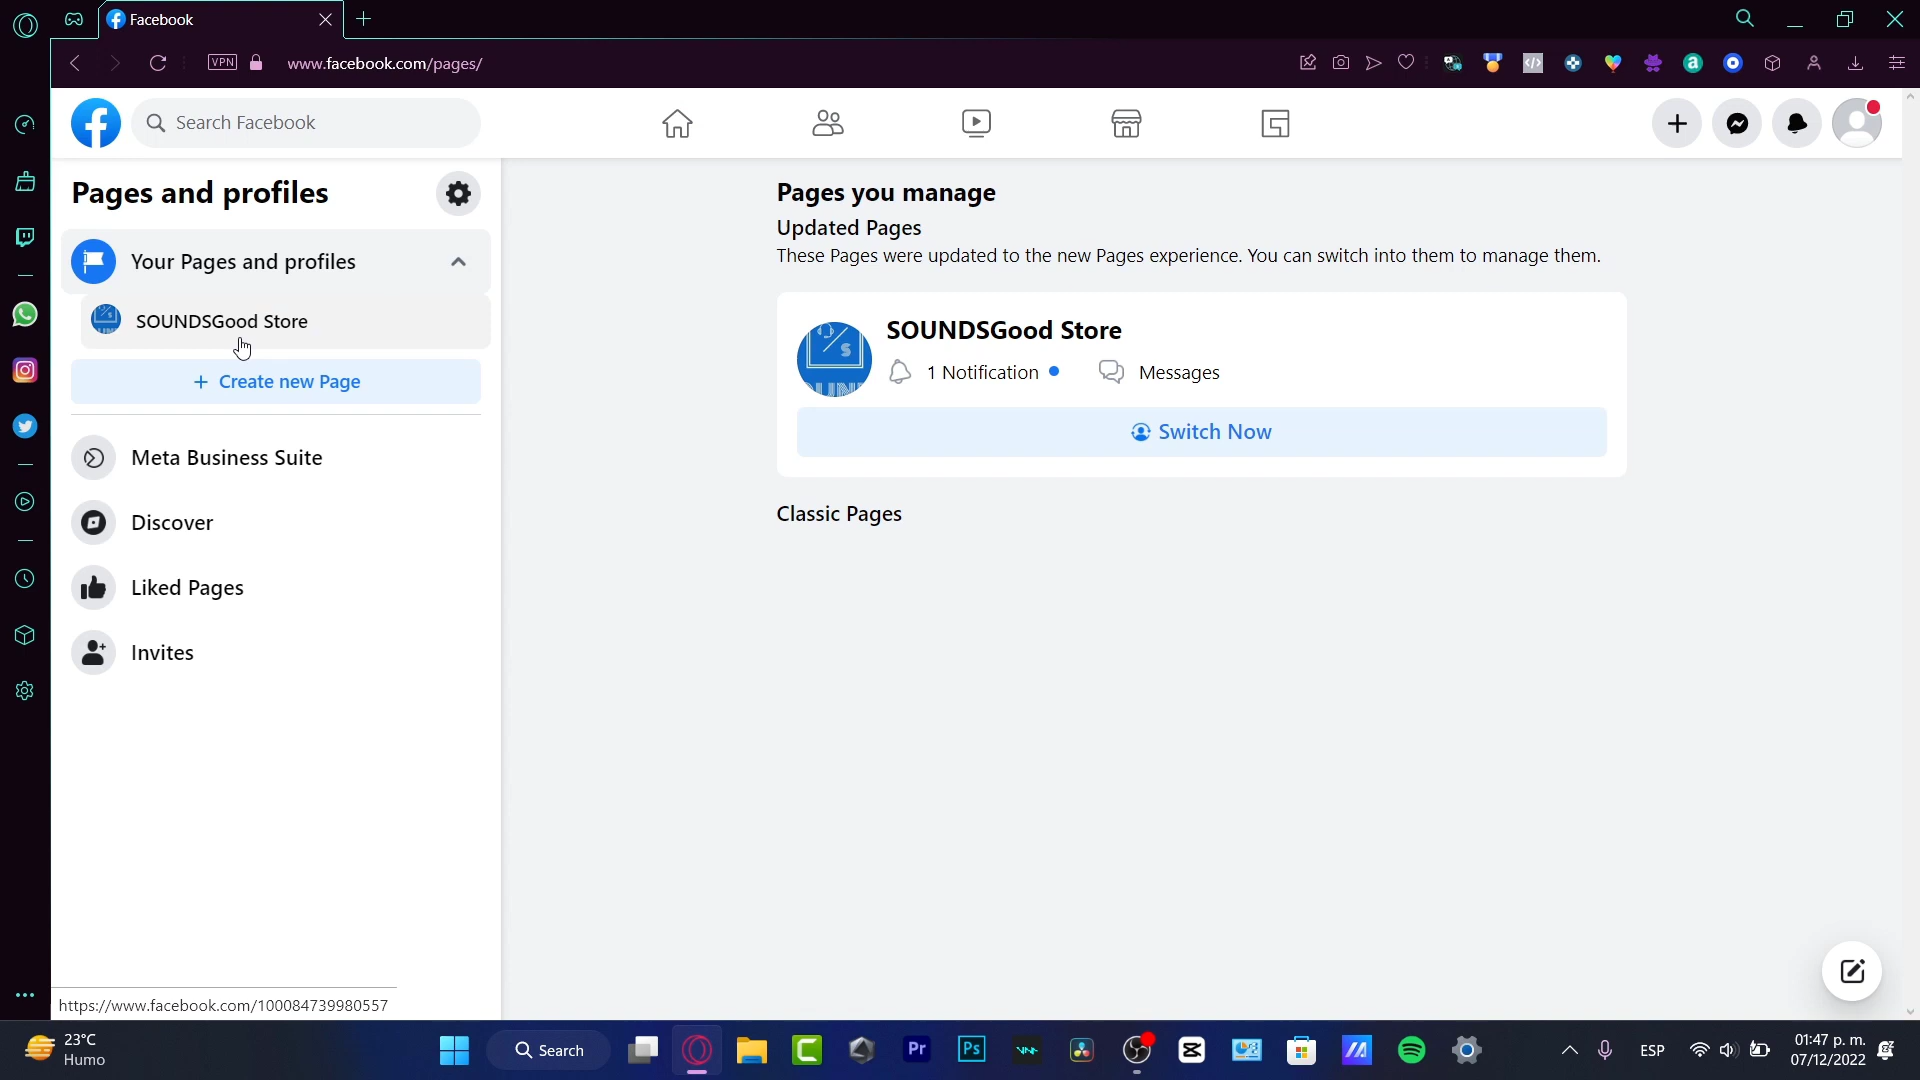 Facebook
VPN
www.facebook.com/pages/
Search Facebook
Pages and profiles
Your Pages and profiles
SOUNDSGood Store
+ Create new Page
Meta Business Suite
Discover
Liked Pages
Invites
Pages you manage
Updated Pages
These Pages were updated to the new Pages experience. You can switch into them to manage them.
SOUNDSGood Store
1 Notification
Messages
Switch Now
Classic Pages
https://www.facebook.com/100084739980557
23°C
Humo
Search
Pr
Ps
ESP
01:47 p. m.
07/12/2022